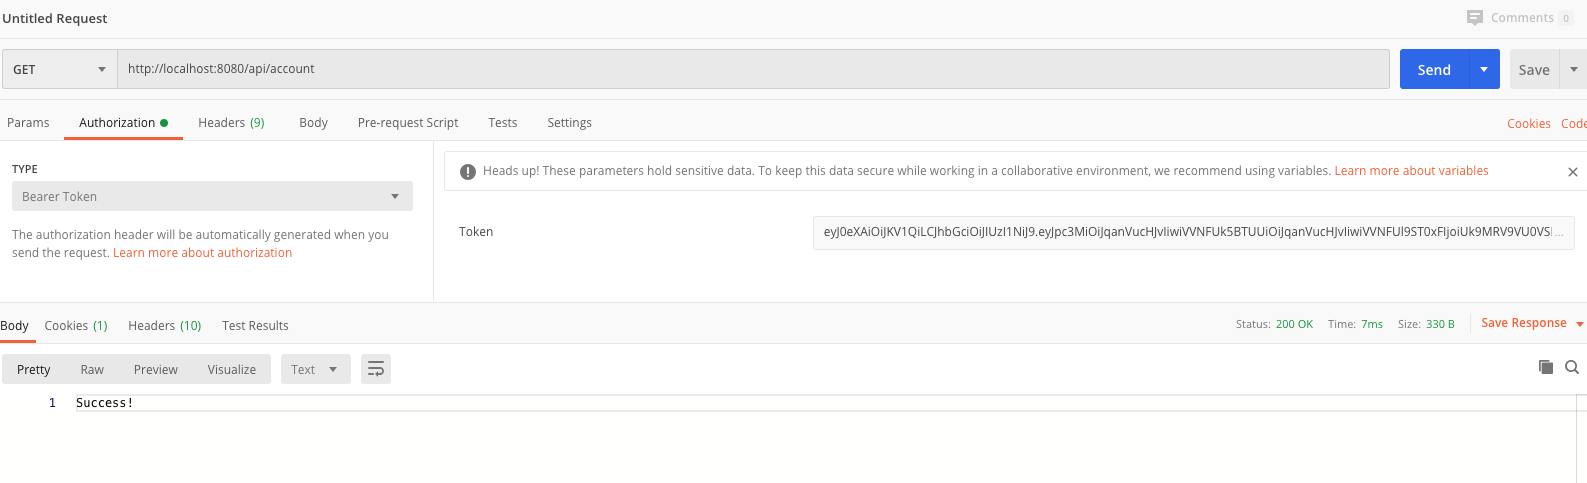 Untitled Request
Comments 0
GET http://localhost:8080/api/account Send Save
Params Authorization Headers (9) Body Pre-request Script Tests Settings Cookies Code
TYPE
Heads up! These parameters hold sensitive data. To keep this data secure while working in a collaborative environment, we recommend using variables. Learn more about variables
Bearer Token
The authorization header will be automatically generated when you
send the request. Learn more about authorization
Token
Body Cookies (1) Headers (10) Test Results Status: 200 OK Time: 7ms Size: 330 B Save Response
Pretty Raw Preview Visualize Text
1 Success!